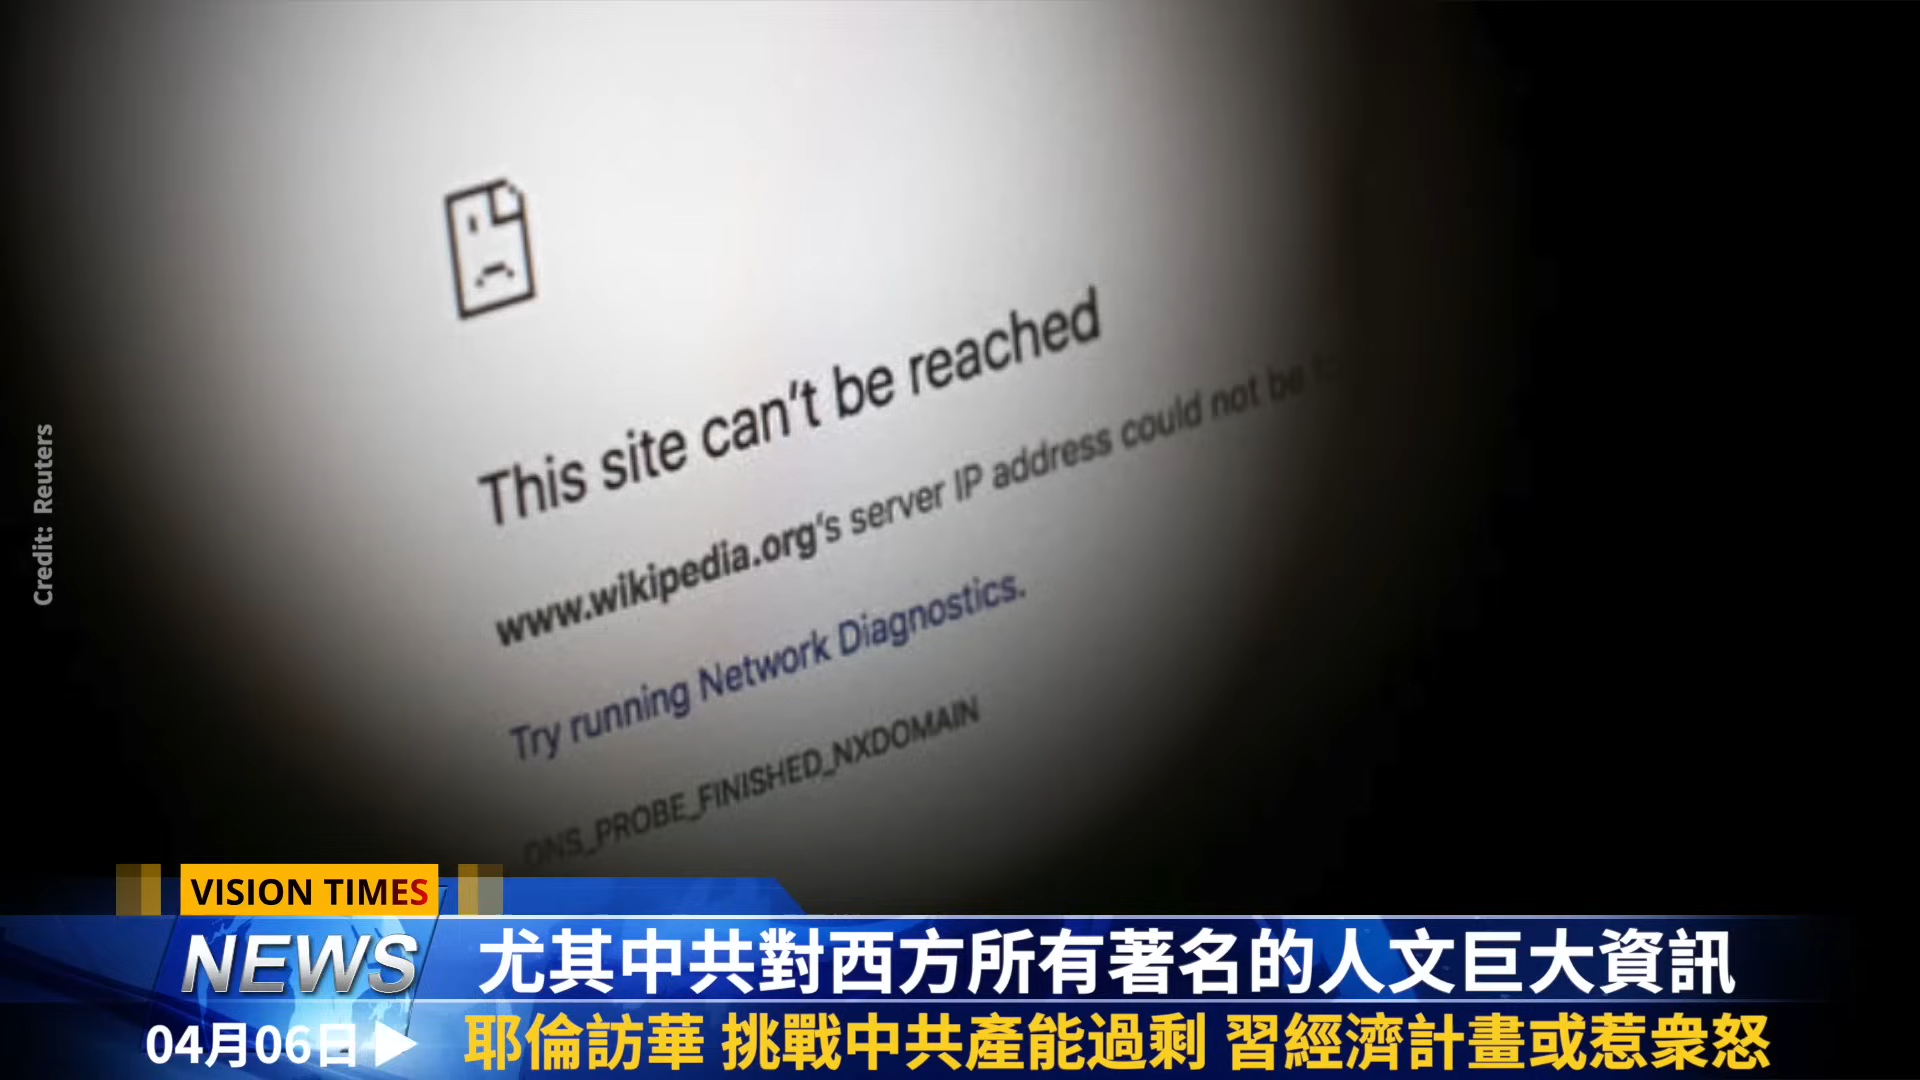 This site can't be reached
www.wikipedia.org's server IP address could not be
Try running Network Diagnostics.
DNS_PROBE_FINISHED_NXDOMAIN
Credit: Reuters
VISION TIMES
NEWS
尤其中共對西方所有著名的人文巨大資訊
04月06日
耶倫訪華 挑戰中共產能過剩 習經濟計畫或惹衆怒